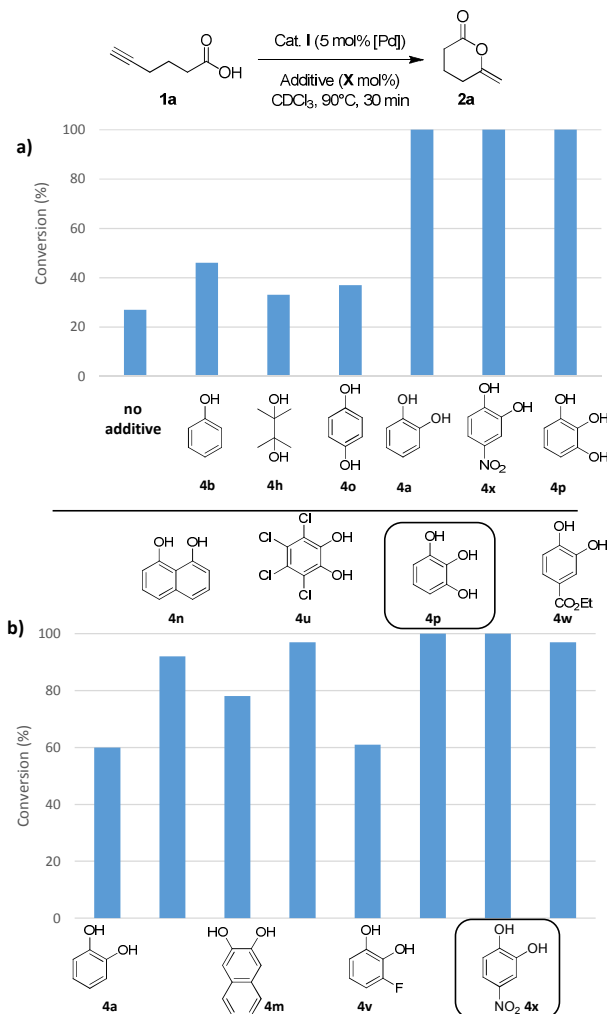 Cat. I (5 mol% [Pd])
Additive (X mol%)
CDCl₃, 90°C, 30 min
O
OH
1a
O
O
2a
a)
Conversion (%)
100
80
60
40
20
0
no
additive
OH
4b
OH
OH
4h
OH
OH
4o
OH
OH
4a
OH
OH
NO₂
4x
OH
OH
OH
4p
OH OH
4n
Cl
Cl
Cl
Cl
OH
OH
4u
OH
OH
OH
4p
OH
OH
CO₂Et
4w
b)
Conversion (%)
100
80
60
40
20
0
OH
OH
4a
HO OH
4m
OH
OH
F
4v
OH
OH
NO₂ 4x